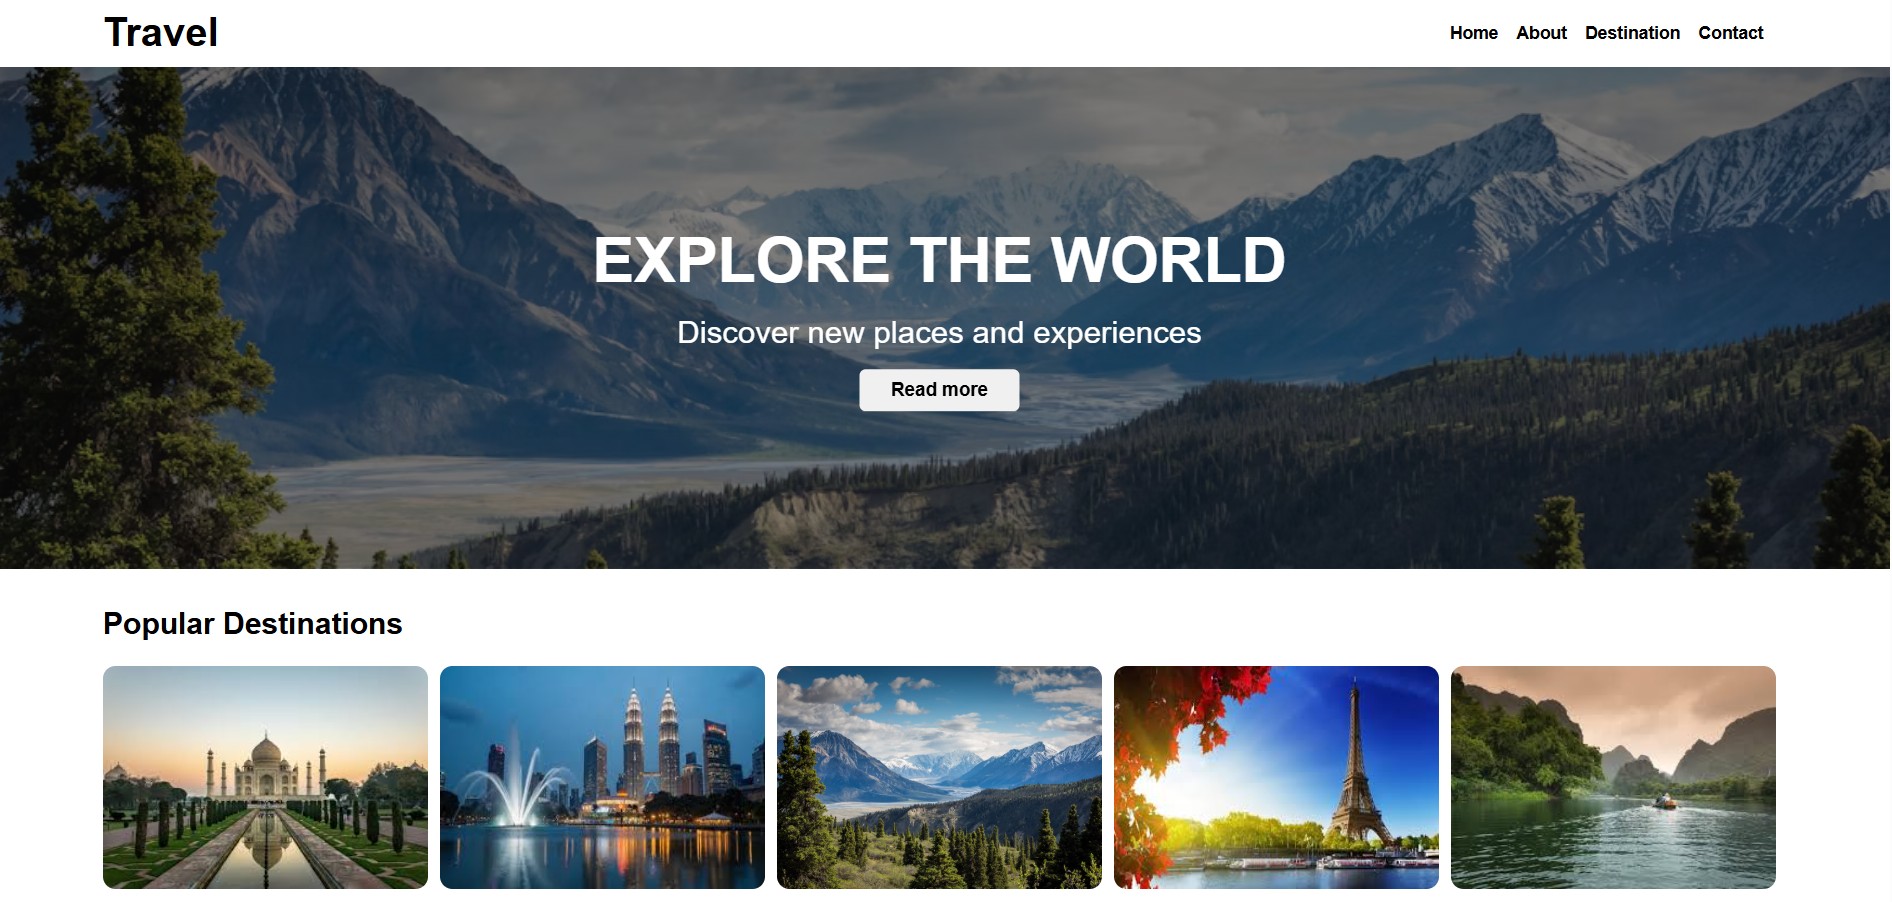 Travel
Home About Destination Contact
EXPLORE THE WORLD
Discover new places and experiences
Read more
Popular Destinations